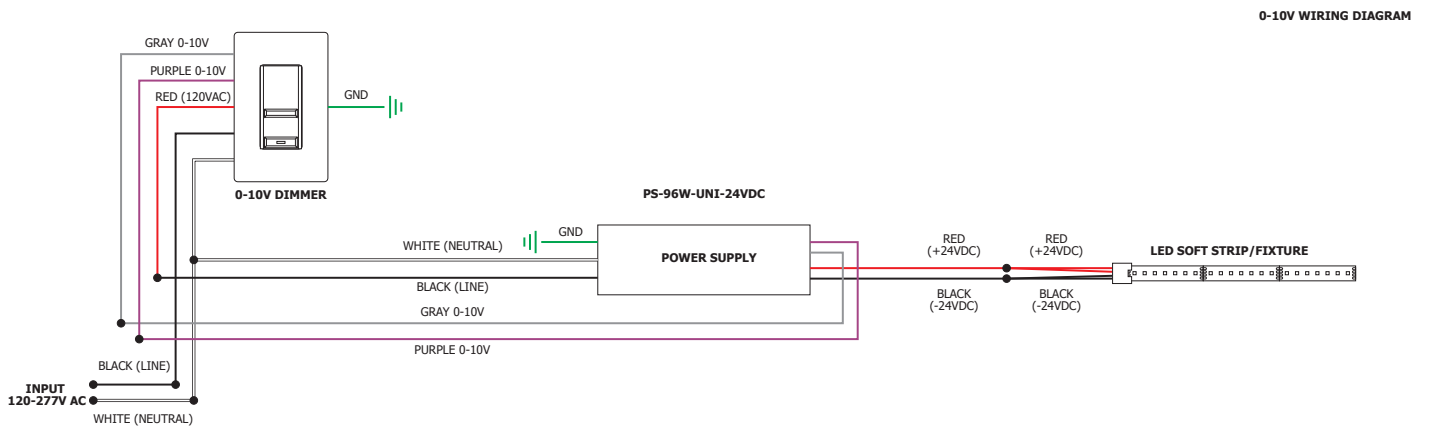 0-10V WIRING DIAGRAM
GRAY 0-10V
PURPLE 0-10V
RED (120VAC)
GND
0-10V DIMMER
PS-96W-UNI-24VDC
GND
WHITE (NEUTRAL)
POWER SUPPLY
BLACK (LINE)
RED
(+24VDC)
RED
(+24VDC)
LED SOFT STRIP/FIXTURE
BLACK
(-24VDC)
BLACK
(-24VDC)
GRAY 0-10V
PURPLE 0-10V
BLACK (LINE)
INPUT
120-277V AC
WHITE (NEUTRAL)